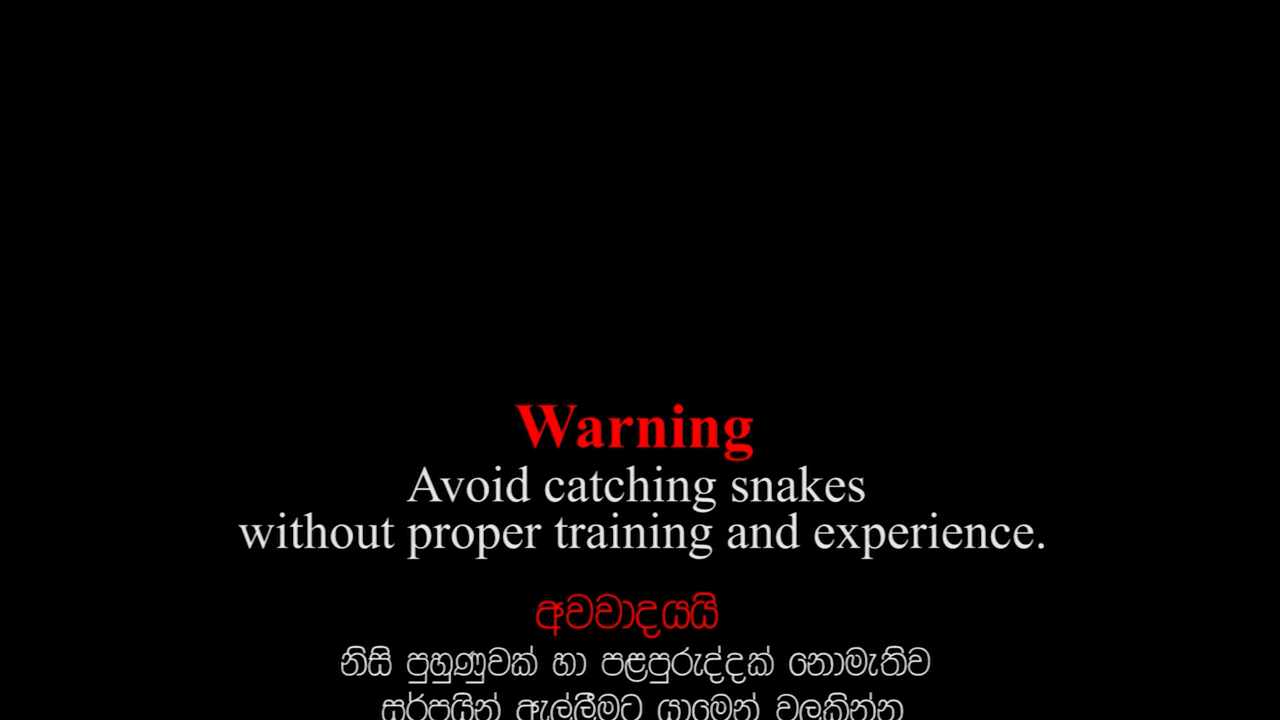 Warning
Avoid catching snakes
without proper training and experience.
අවවාදයයි
නිසි පුහුණුවක් හා පළපුරුද්දක් නොමැතිව
සර්පයින් ඇල්ලීමට යාමෙන් වලකින්න